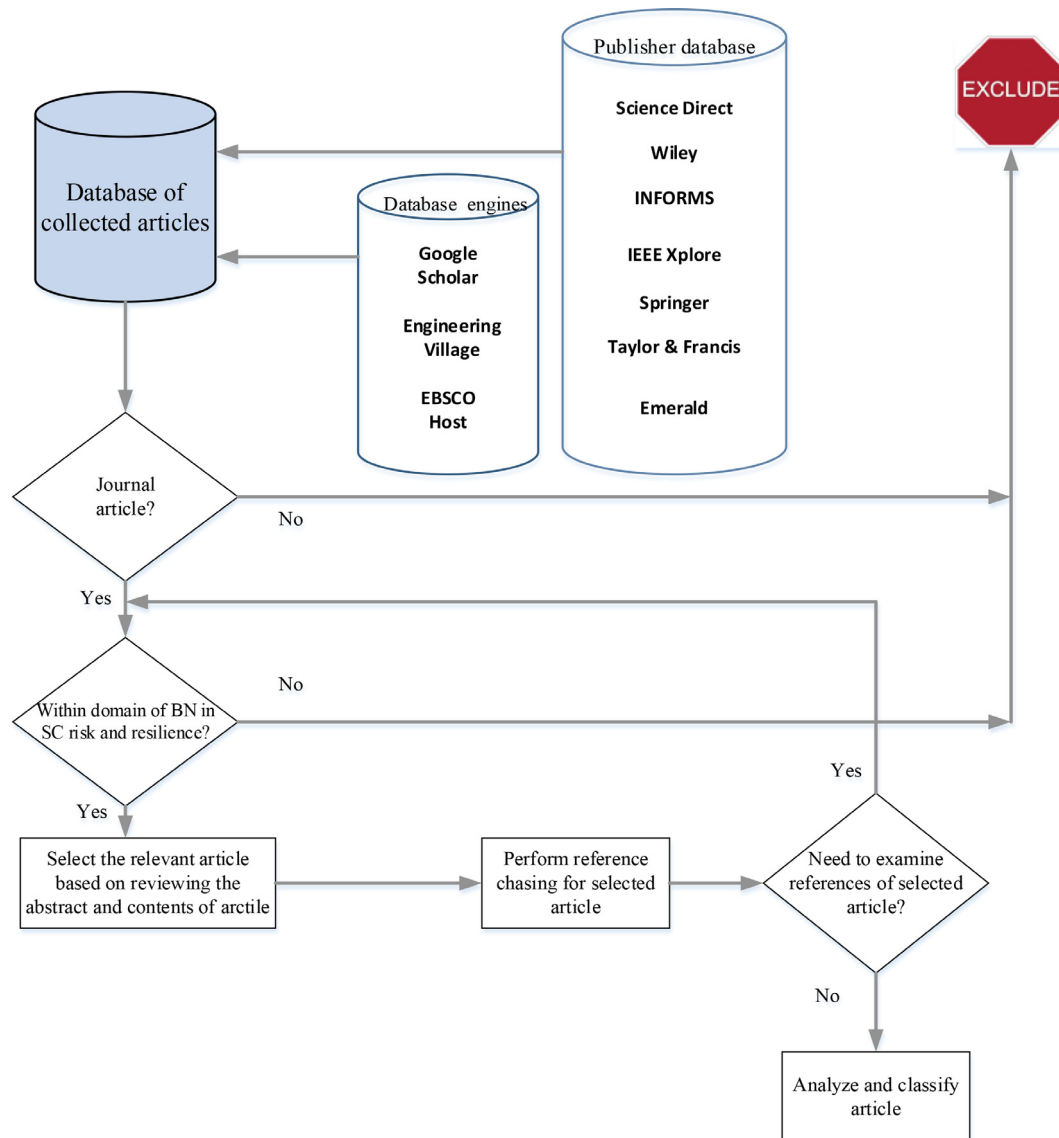 Publisher database
Science Direct
Wiley
INFORMS
IEEE Xplore
Springer
Taylor & Francis
Emerald
EXCLUDE
Database of
collected articles
Database engines
Google
Scholar
Engineering
Village
EBSCO
Host
Journal
article?
No
Yes
Within domain of BN in
SC risk and resilience?
No
Yes
Select the relevant article
based on reviewing the
abstract and contents of arctile
Perform reference
chasing for selected
article
Need to examine
references of selected
article?
Yes
No
Analyze and classify
article